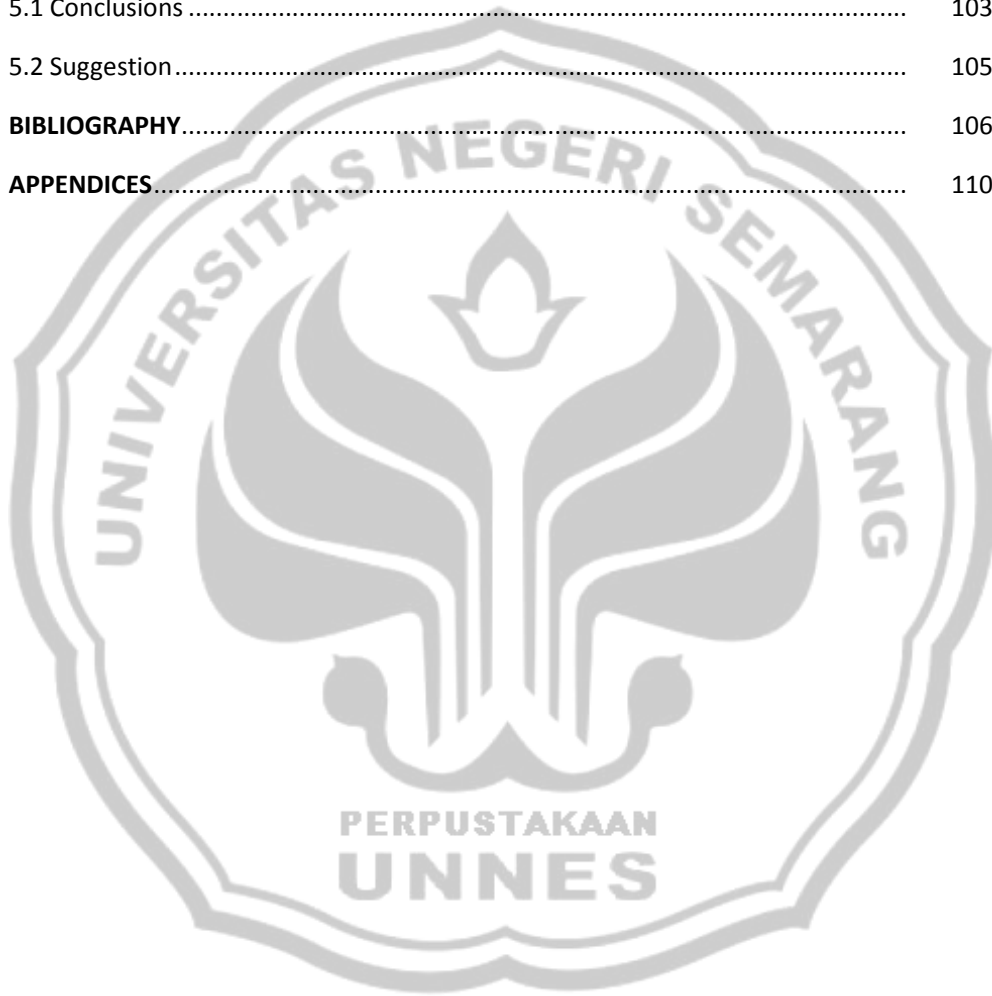 5.1 Conclusions ........................................................................................................ 103
5.2 Suggestion ........................................................................................................... 105
BIBLIOGRAPHY ........................................................................................................ 106
APPENDICES ............................................................................................................ 110
UNIVERSITAS NEGERI SEMARANG
PERPUSTAKAAN
UNNES